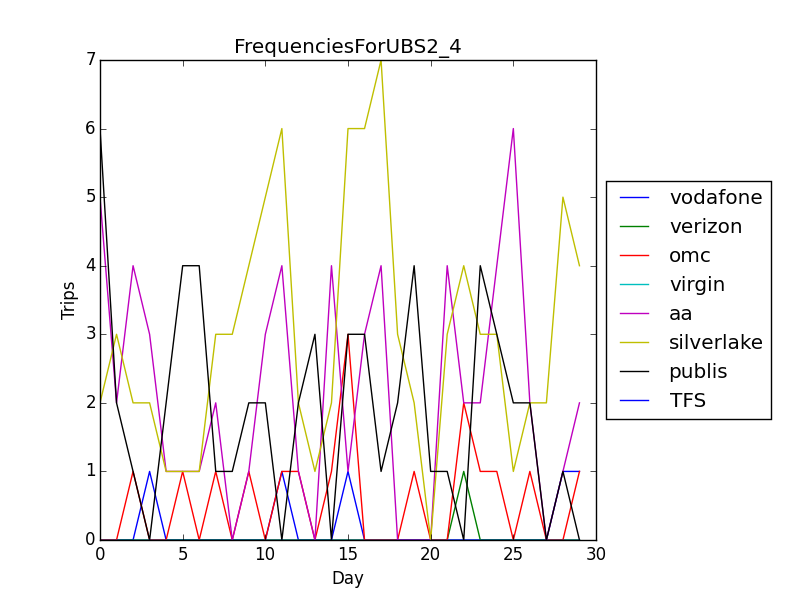 FrequenciesForUBS2_4
Trips
7
6
5
4
3
2
1
0
0 5 10 15 20 25 30
Day
vodafone
verizon
omc
virgin
aa
silverlake
publis
TFS